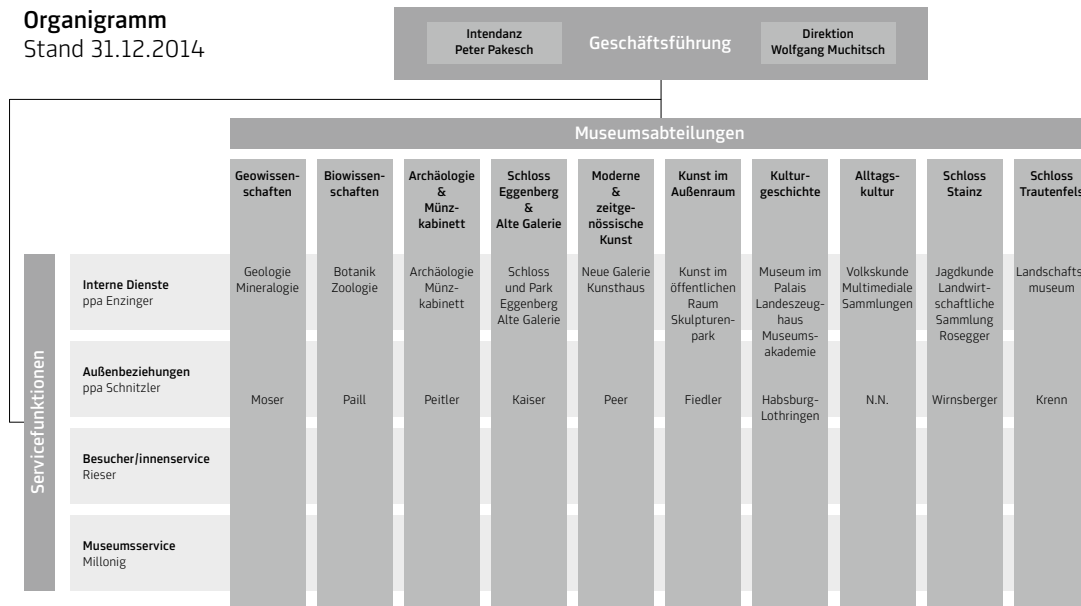 Organigramm
Stand 31.12.2014
Intendanz
Peter Pakesch
Geschäftsführung
Direktion
Wolfgang Muchitsch
Museumsabteilungen
Geowissen-
schaften
Biowissen-
schaften
Archäologie
&
Münz-
kabinett
Schloss
Eggenberg
&
Alte Galerie
Moderne
&
zeitge-
nössische
Kunst
Kunst im
Außenraum
Kultur-
geschichte
Alltags-
kultur
Schloss
Stainz
Schloss
Trautenfels
Servicefunktionen
Interne Dienste
ppa Enzinger
Geologie
Mineralogie
Botanik
Zoologie
Archäologie
Münz-
kabinett
Schloss
und Park
Eggenberg
Alte Galerie
Neue Galerie
Kunsthaus
Kunst im
öffentlichen
Raum
Skulpturen-
park
Museum im
Palais
Landeszeug-
haus
Museums-
akademie
Volkskunde
Multimediale
Sammlungen
Jagdkunde
Landwirt-
schaftliche
Sammlung
Rosegger
Landschafts-
museum
Außenbeziehungen
ppa Schnitzler
Moser
Paill
Peitler
Kaiser
Peer
Fiedler
Habsburg-
Lothringen
N.N.
Wirnsberger
Krenn
Besucher/innenservice
Rieser
Museumsservice
Millonig